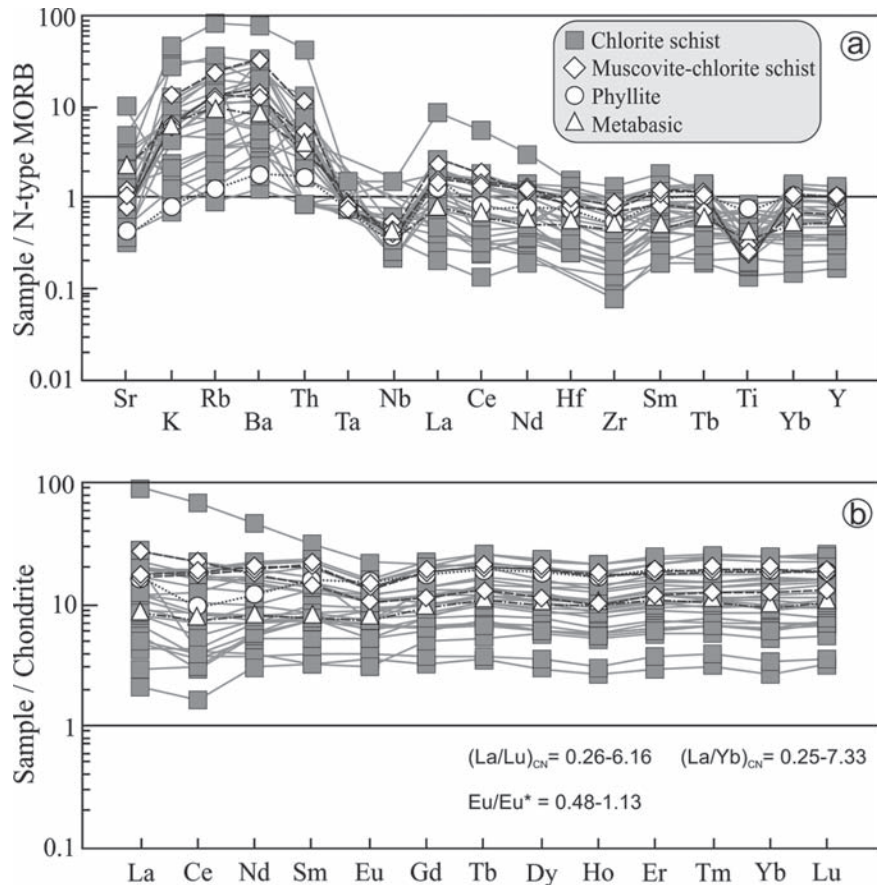 100
10
1
0.1
0.01
Sample / N-type MORB
a
Chlorite schist
Muscovite-chlorite schist
Phyllite
Metabasic
Sr Rb Th Nb Ce Hf Sm Ti Y
K Ba Ta La Nd Zr Tb Yb
100
10
1
0.1
Sample / Chondrite
b
(La/Lu)CN= 0.26-6.16 (La/Yb)CN= 0.25-7.33
Eu/Eu* = 0.48-1.13
La Ce Nd Sm Eu Gd Tb Dy Ho Er Tm Yb Lu